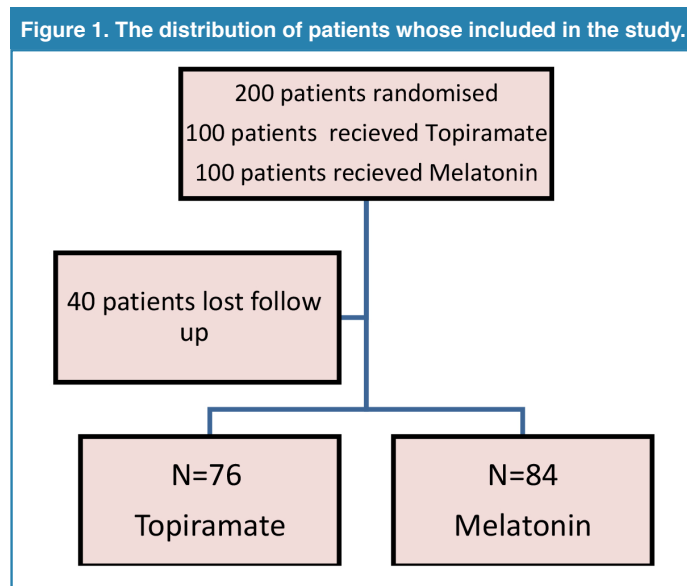 Figure 1. The distribution of patients whose included in the study.
200 patients randomised
100 patients recieved Topiramate
100 patients recieved Melatonin
40 patients lost follow
up
N=76
Topiramate
N=84
Melatonin